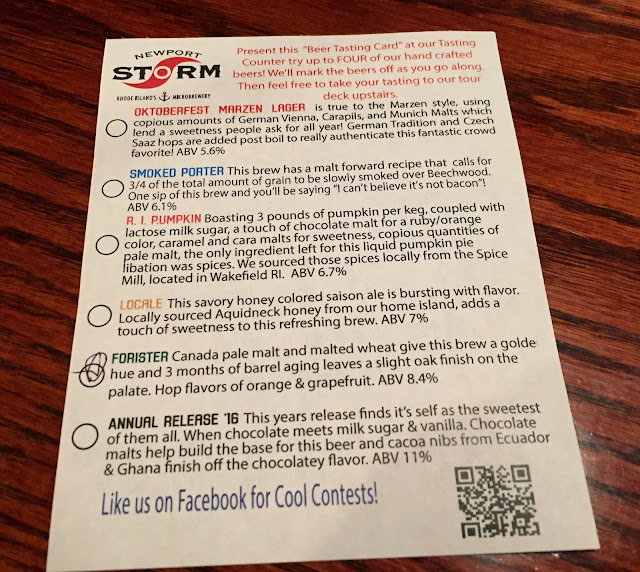 NEWPORT
STORM
RHODE ISLAND'S MICROBREWERY
Present this "Beer Tasting Card" at our Tasting
Counter try up to FOUR of our hand crafted
beers! We'll mark the beers off as you go along.
Then feel free to take your tasting to our tour
deck upstairs.
OKTOBERFEST MARZEN LAGER is true to the Marzen style, using
copious amounts of German Vienna, Carapils, and Munich Malts which
lend a sweetness people ask for all year! German Tradition and Czech
Saaz hops are added post boil to really authenticate this fantastic crowd
favorite! ABV 5.6%
SMOKED PORTER This brew has a malt forward recipe that calls for
3/4 of the total amount of grain to be slowly smoked over Beechwood.
One sip of this brew and you'll be saying "I can't believe it's not bacon"!
ABV 6.1%
R. I. PUMPKIN Boasting 3 pounds of pumpkin per keg, coupled with
lactose milk sugar, a touch of chocolate malt for a ruby/orange
color, caramel and cara malts for sweetness, copious quantities of
pale malt, the only ingredient left for this liquid pumpkin pie
libation was spices. We sourced those spices locally from the Spice
Mill, located in Wakefield RI. ABV 6.7%
LOCALE This savory honey colored saison ale is bursting with flavor.
Locally sourced Aquidneck honey from our home island, adds a
touch of sweetness to this refreshing brew. ABV 7%
FORISTER Canada pale malt and malted wheat give this brew a golde
hue and 3 months of barrel aging leaves a slight oak finish on the
palate. Hop flavors of orange & grapefruit. ABV 8.4%
ANNUAL RELEASE '16 This years release finds it's self as the sweetest
of them all. When chocolate meets milk sugar & vanilla. Chocolate
malts help build the base for this beer and cacoa nibs from Ecuador
& Ghana finish off the chocolatey flavor. ABV 11%
Like us on Facebook for Cool Contests!